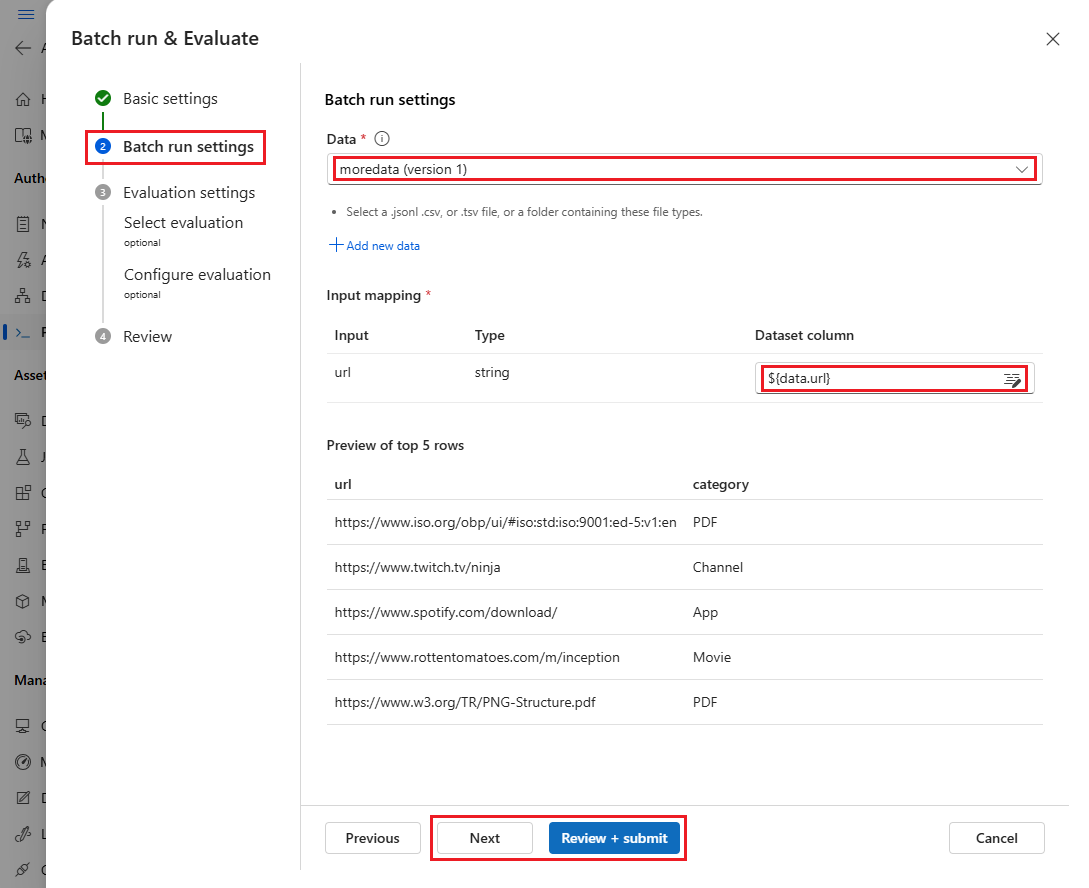 Batch run & Evaluate
Basic settings
2 Batch run settings
3 Evaluation settings
Select evaluation
optional
Configure evaluation
optional
4 Review
Batch run settings
Data *
moredata (version 1)
• Select a .jsonl .csv, or .tsv file, or a folder containing these file types.
Add new data
Input mapping *
Input Type Dataset column
url string ${data.url}
Preview of top 5 rows
url category
https://www.iso.org/obp/ui/#iso:std:iso:9001:ed-5:v1:en PDF
https://www.twitch.tv/ninja Channel
https://www.spotify.com/download/ App
https://www.rottentomatoes.com/m/inception Movie
https://www.w3.org/TR/PNG-Structure.pdf PDF
Previous Next Review + submit Cancel